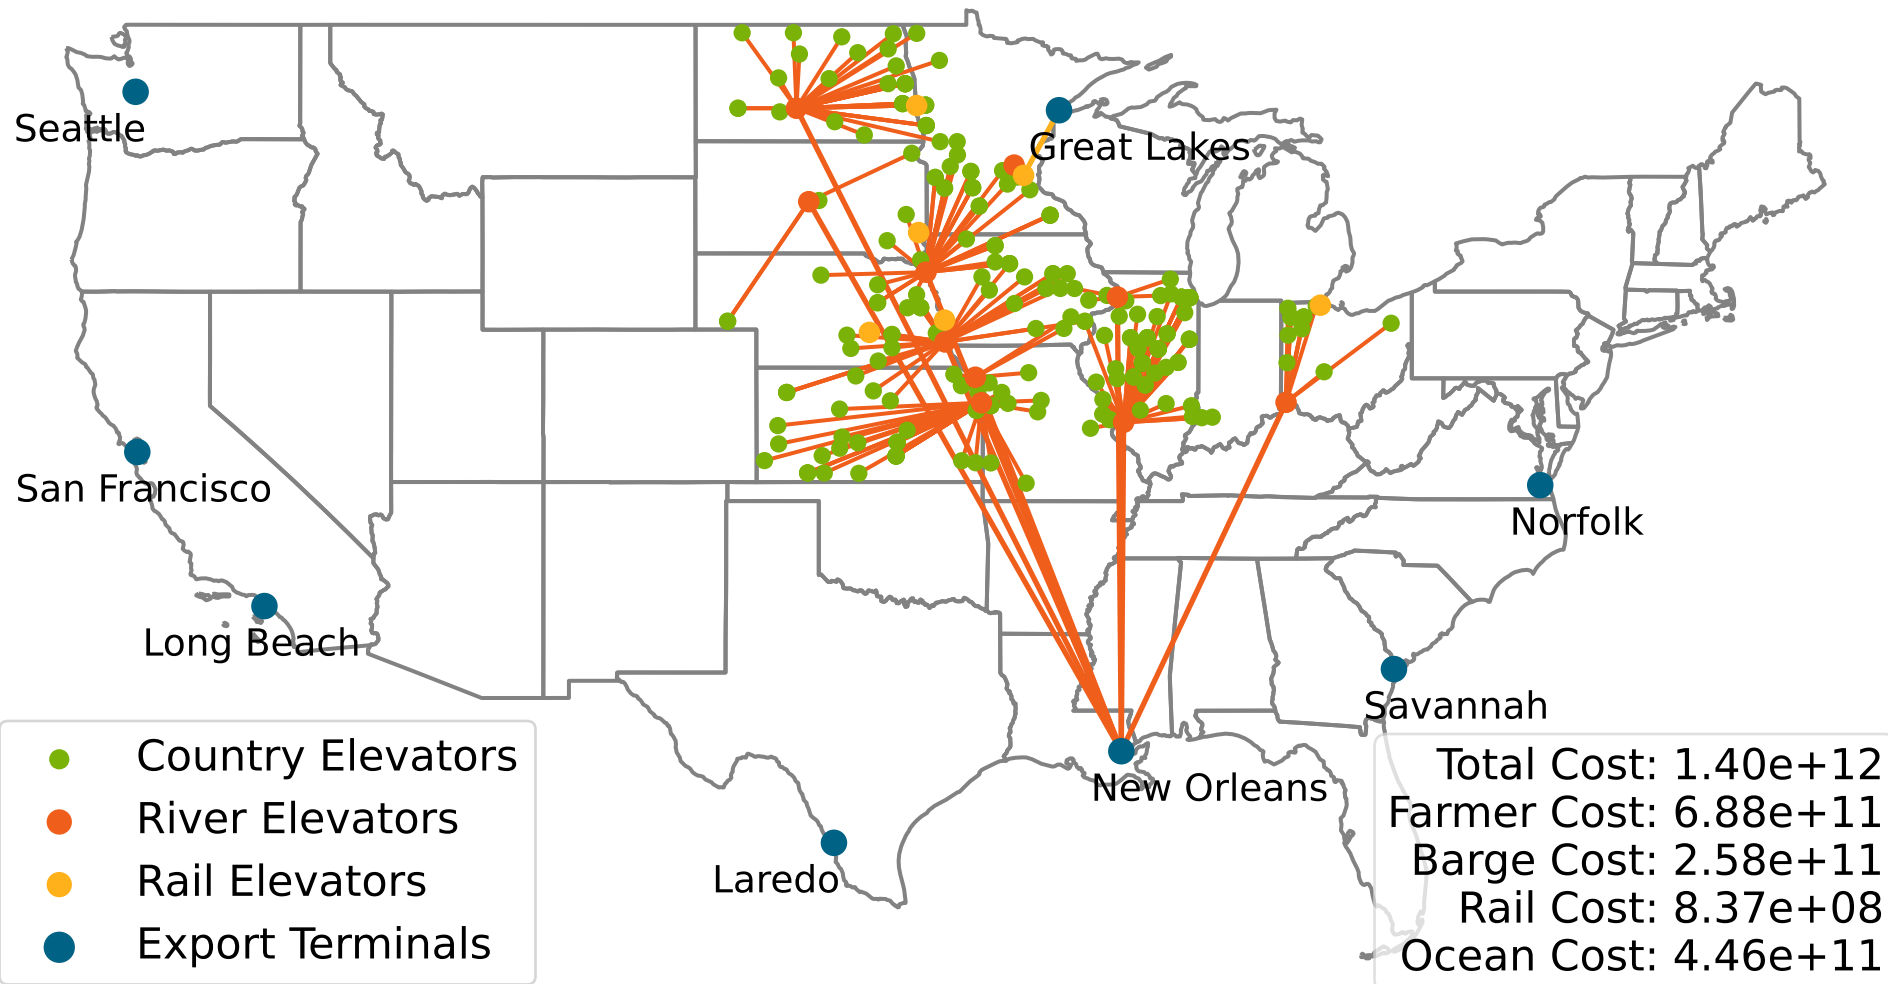 Seattle
Great Lakes
San Francisco
Norfolk
Long Beach
Savannah
New Orleans
Laredo
Country Elevators
River Elevators
Rail Elevators
Export Terminals
Total Cost: 1.40e+12
Farmer Cost: 6.88e+11
Barge Cost: 2.58e+11
Rail Cost: 8.37e+08
Ocean Cost: 4.46e+11